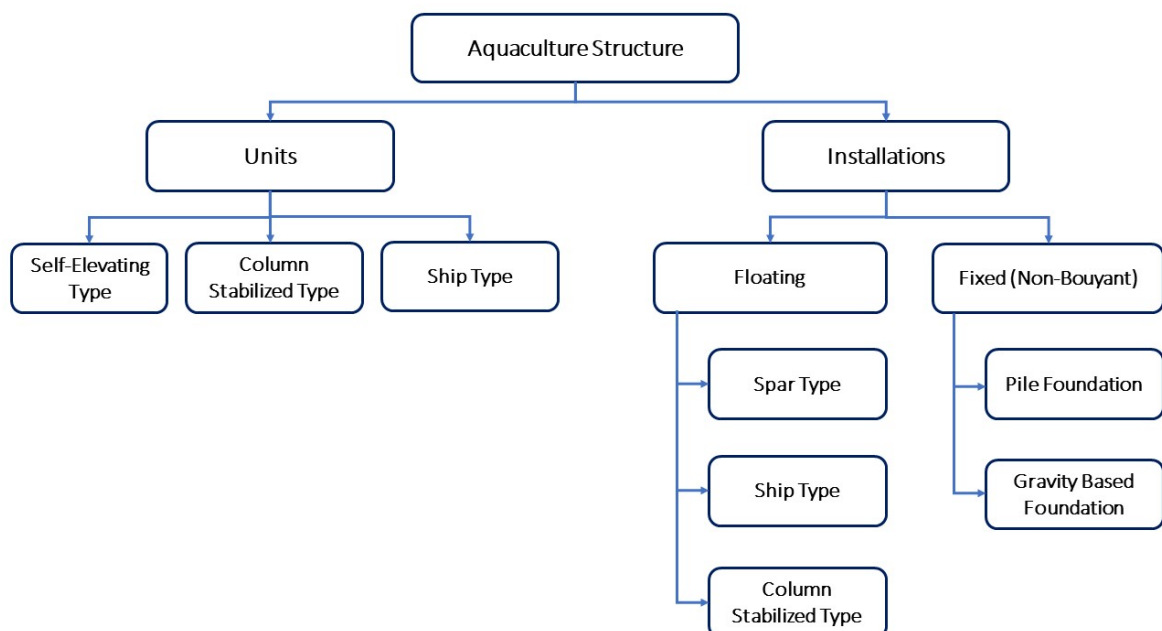 Aquaculture Structure
Units
Installations
Self-Elevating
Type
Column
Stabilized Type
Ship Type
Floating
Fixed (Non-Bouyant)
Spar Type
Pile Foundation
Ship Type
Gravity Based
Foundation
Column
Stabilized Type